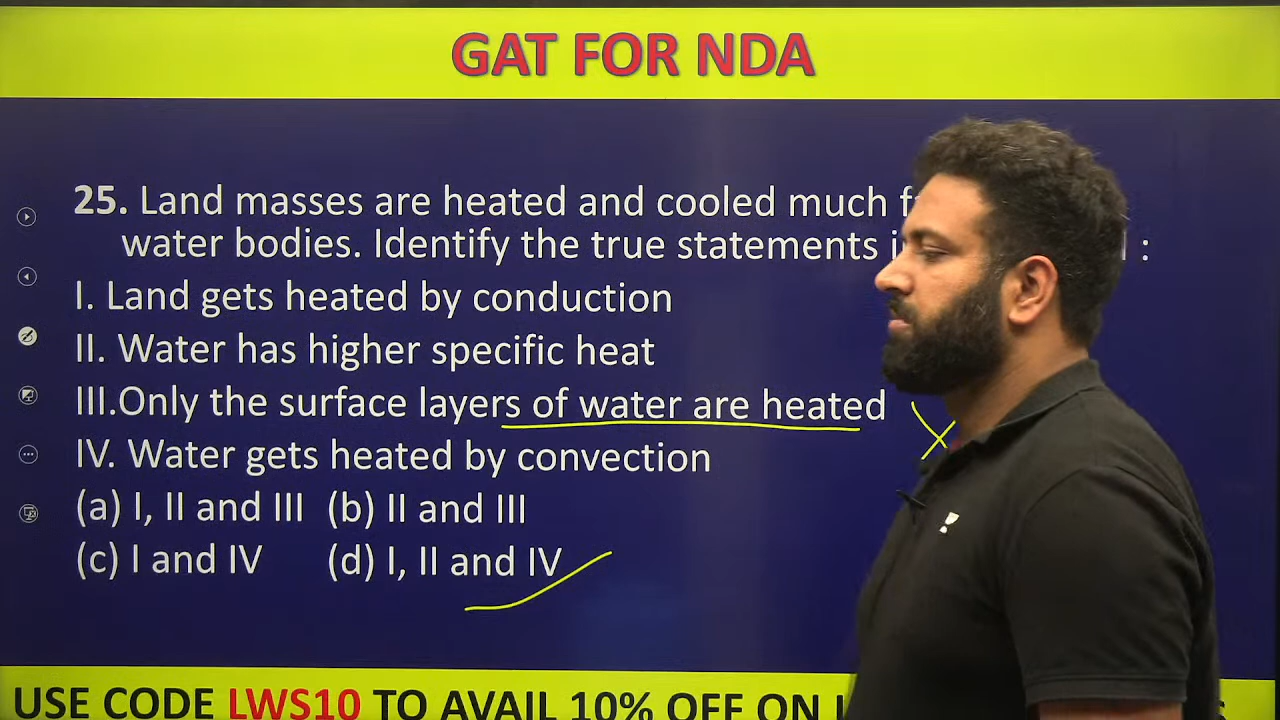 GAT FOR NDA
25. Land masses are heated and cooled much
water bodies. Identify the true statements
I. Land gets heated by conduction
II. Water has higher specific heat
III.Only the surface layers of water are heated
IV. Water gets heated by convection
(a) I, II and III (b) II and III
(c) I and IV (d) I, II and IV
USE CODE LWS10 TO AVAIL 10% OFF ON